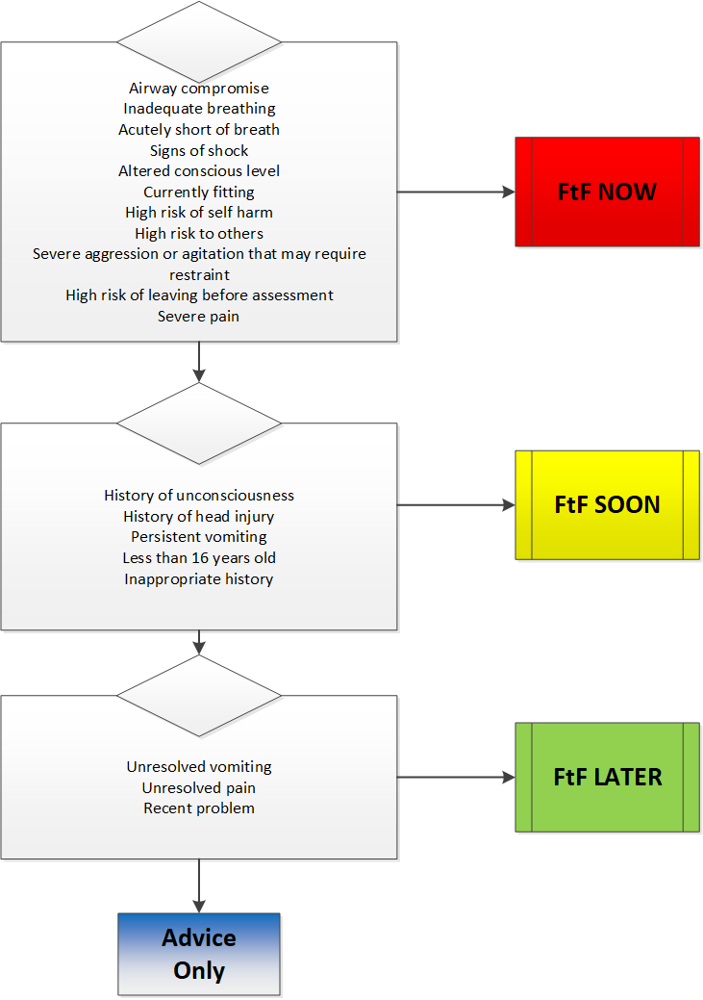 Airway compromise
Inadequate breathing
Acutely short of breath
Signs of shock
Altered conscious level
Currently fitting
High risk of self harm
High risk to others
Severe aggression or agitation that may require
restraint
High risk of leaving before assessment
Severe pain
FtF NOW
History of unconsciousness
History of head injury
Persistent vomiting
Less than 16 years old
Inappropriate history
FtF SOON
Unresolved vomiting
Unresolved pain
Recent problem
FtF LATER
Advice
Only